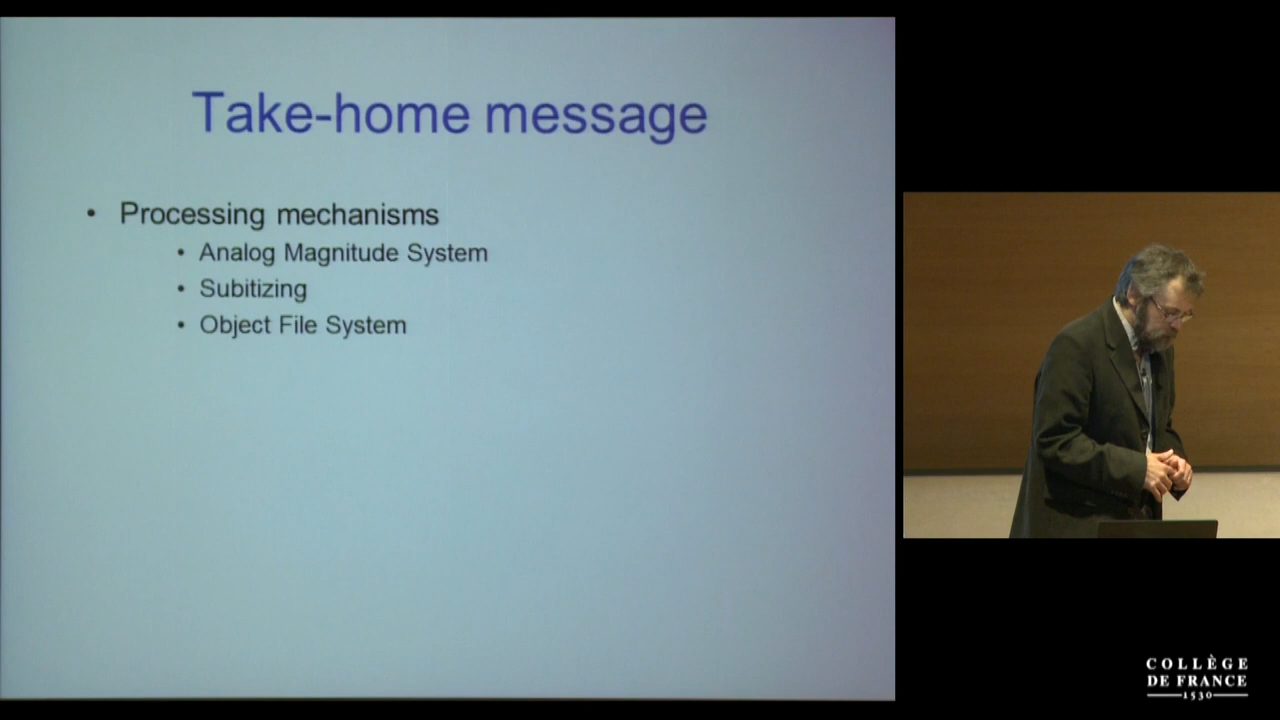 Take-home message
• Processing mechanisms
• Analog Magnitude System
• Subitizing
• Object File System
COLLÈGE
DE FRANCE
1530